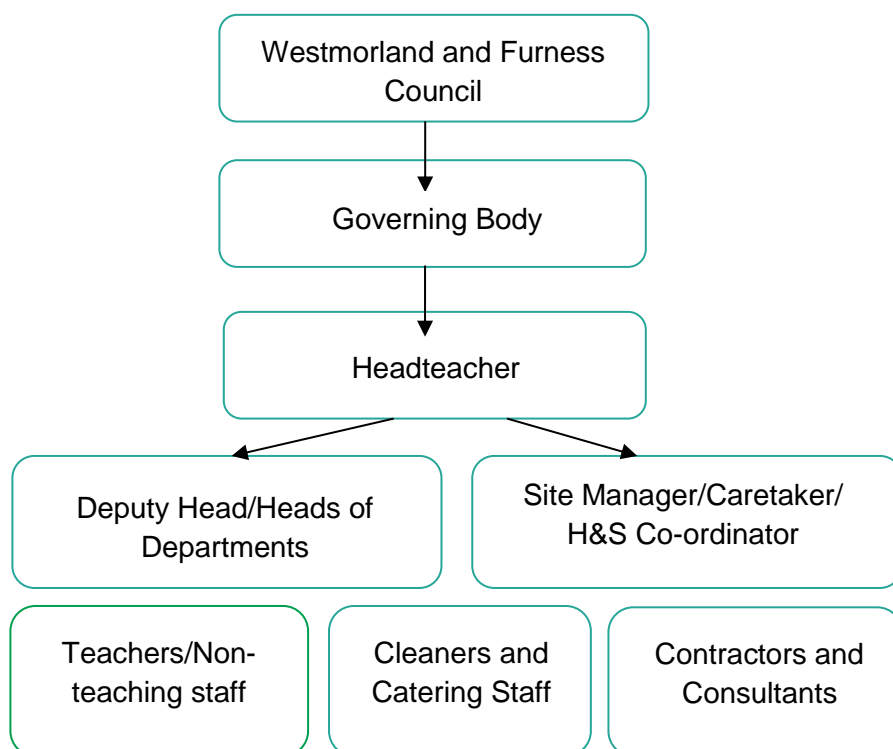 Westmorland and Furness
Council
Governing Body
Headteacher
Deputy Head/Heads of
Departments
Site Manager/Caretaker/
H&S Co-ordinator
Teachers/Non-
teaching staff
Cleaners and
Catering Staff
Contractors and
Consultants